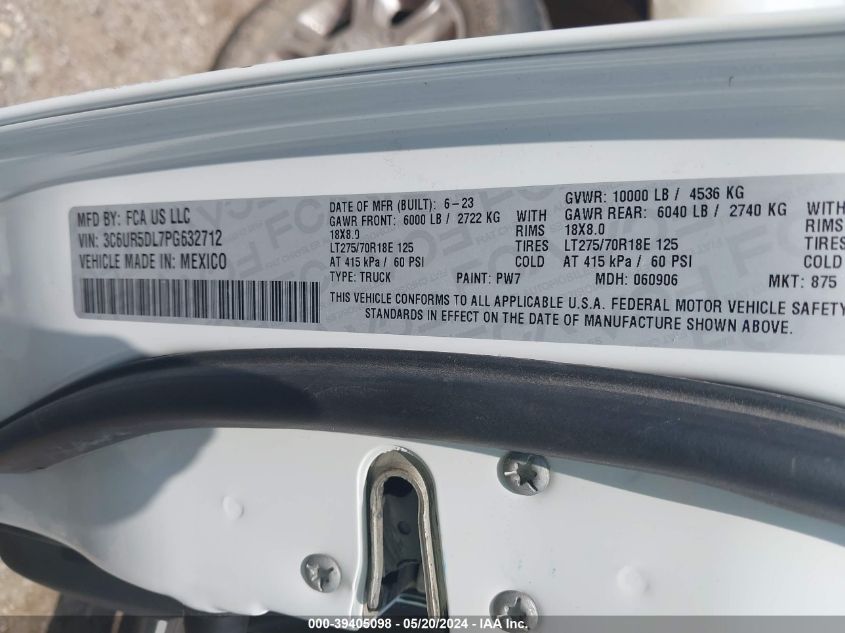 MFD BY: FCA US LLC
VIN: 3C6UR5DL7PG632712
VEHICLE MADE IN: MEXICO
DATE OF MFR (BUILT): 6-23 GVWR: 10000 LB / 4536 KG
GAWR FRONT: 6000 LB / 2722 KG WITH GAWR REAR: 6040 LB / 2740 KG WITH
18X8.0 RIMS 18X8.0 RIMS
LT275/70R18E 125 TIRES LT275/70R18E 125 TIRES
AT 415 kPa / 60 PSI COLD AT 415 kPa / 60 PSI COLD
TYPE: TRUCK PAINT: PW7 MDH: 060906 MKT: 875
THIS VEHICLE CONFORMS TO ALL APPLICABLE U.S.A. FEDERAL MOTOR VEHICLE SAFETY
STANDARDS IN EFFECT ON THE DATE OF MANUFACTURE SHOWN ABOVE.
000-39405098 - 05/20/2024 - IAA Inc.